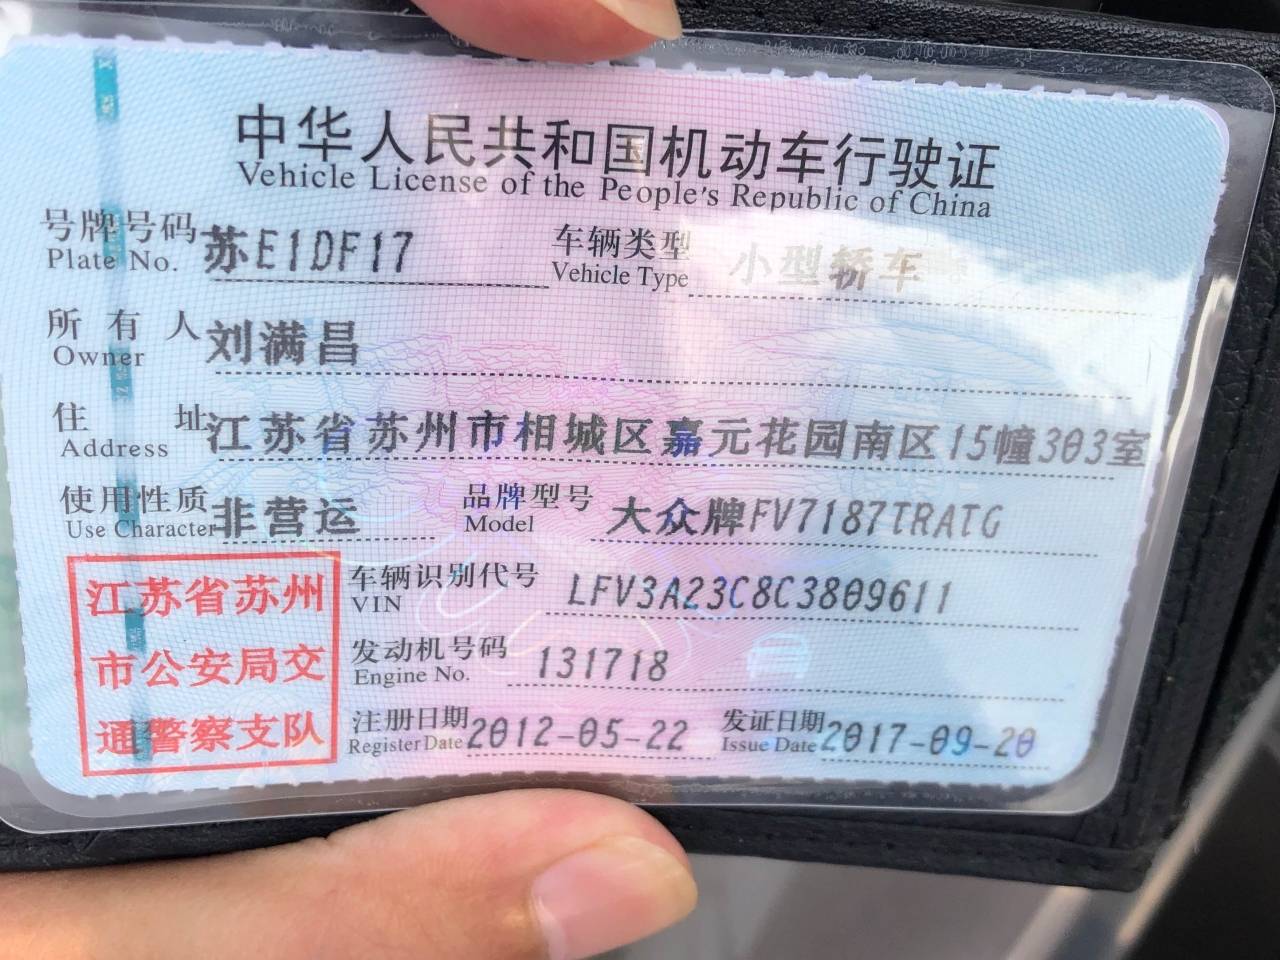 中华人民共和国机动车行驶证
Vehicle License of the People's Republic of China
号牌号码 苏E1DF17 车辆类型 小型轿车
Plate No. Vehicle Type
所有人 刘满昌
Owner
住址 江苏省苏州市相城区嘉元花园南区15幢303室
Address
使用性质 非营运 品牌型号 大众牌FV7187TRATG
Use Character Model
车辆识别代号 LFV3A23C8C3809611
VIN
发动机号码 131718
Engine No.
注册日期 2012-05-22 发证日期 2017-09-20
Register Date Issue Date
江苏省苏州
市公安局交
通警察支队